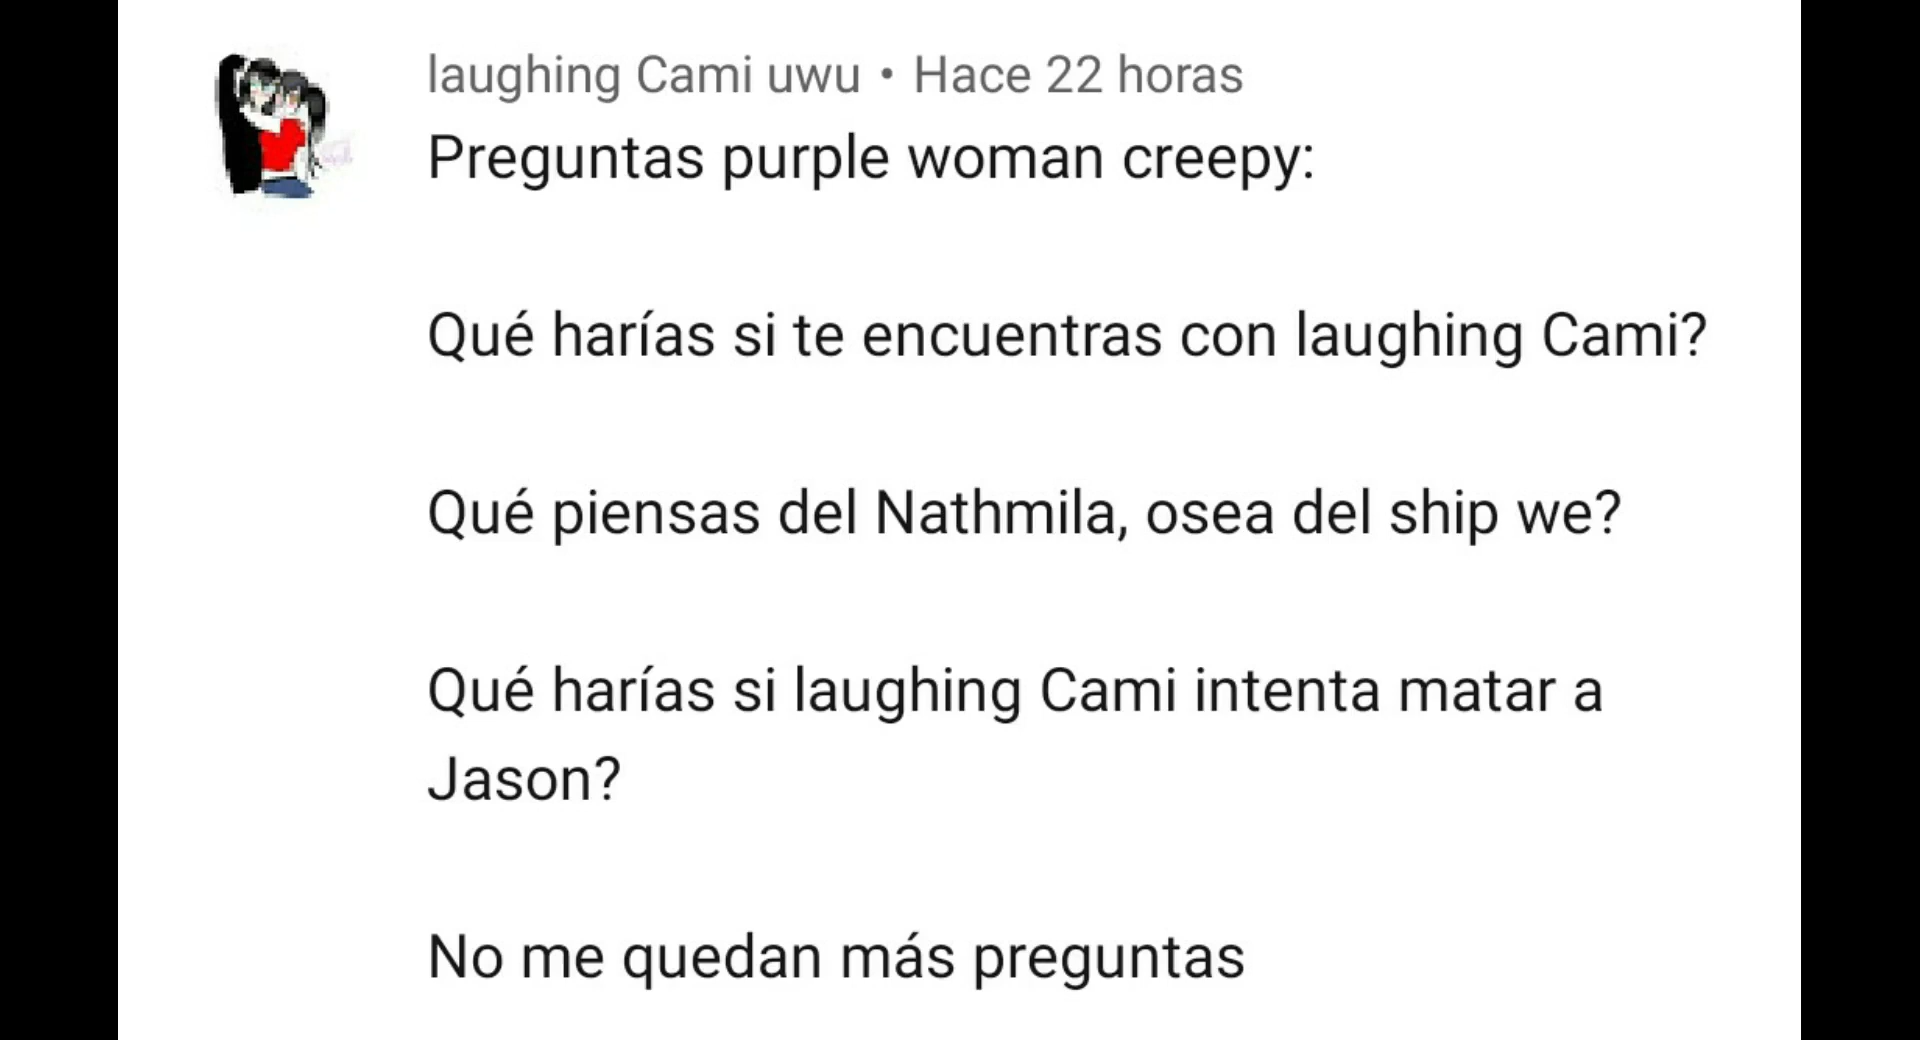 laughing Cami uwu • Hace 22 horas
Preguntas purple woman creepy:
Qué harías si te encuentras con laughing Cami?
Qué piensas del Nathmila, osea del ship we?
Qué harías si laughing Cami intenta matar a
Jason?
No me quedan más preguntas